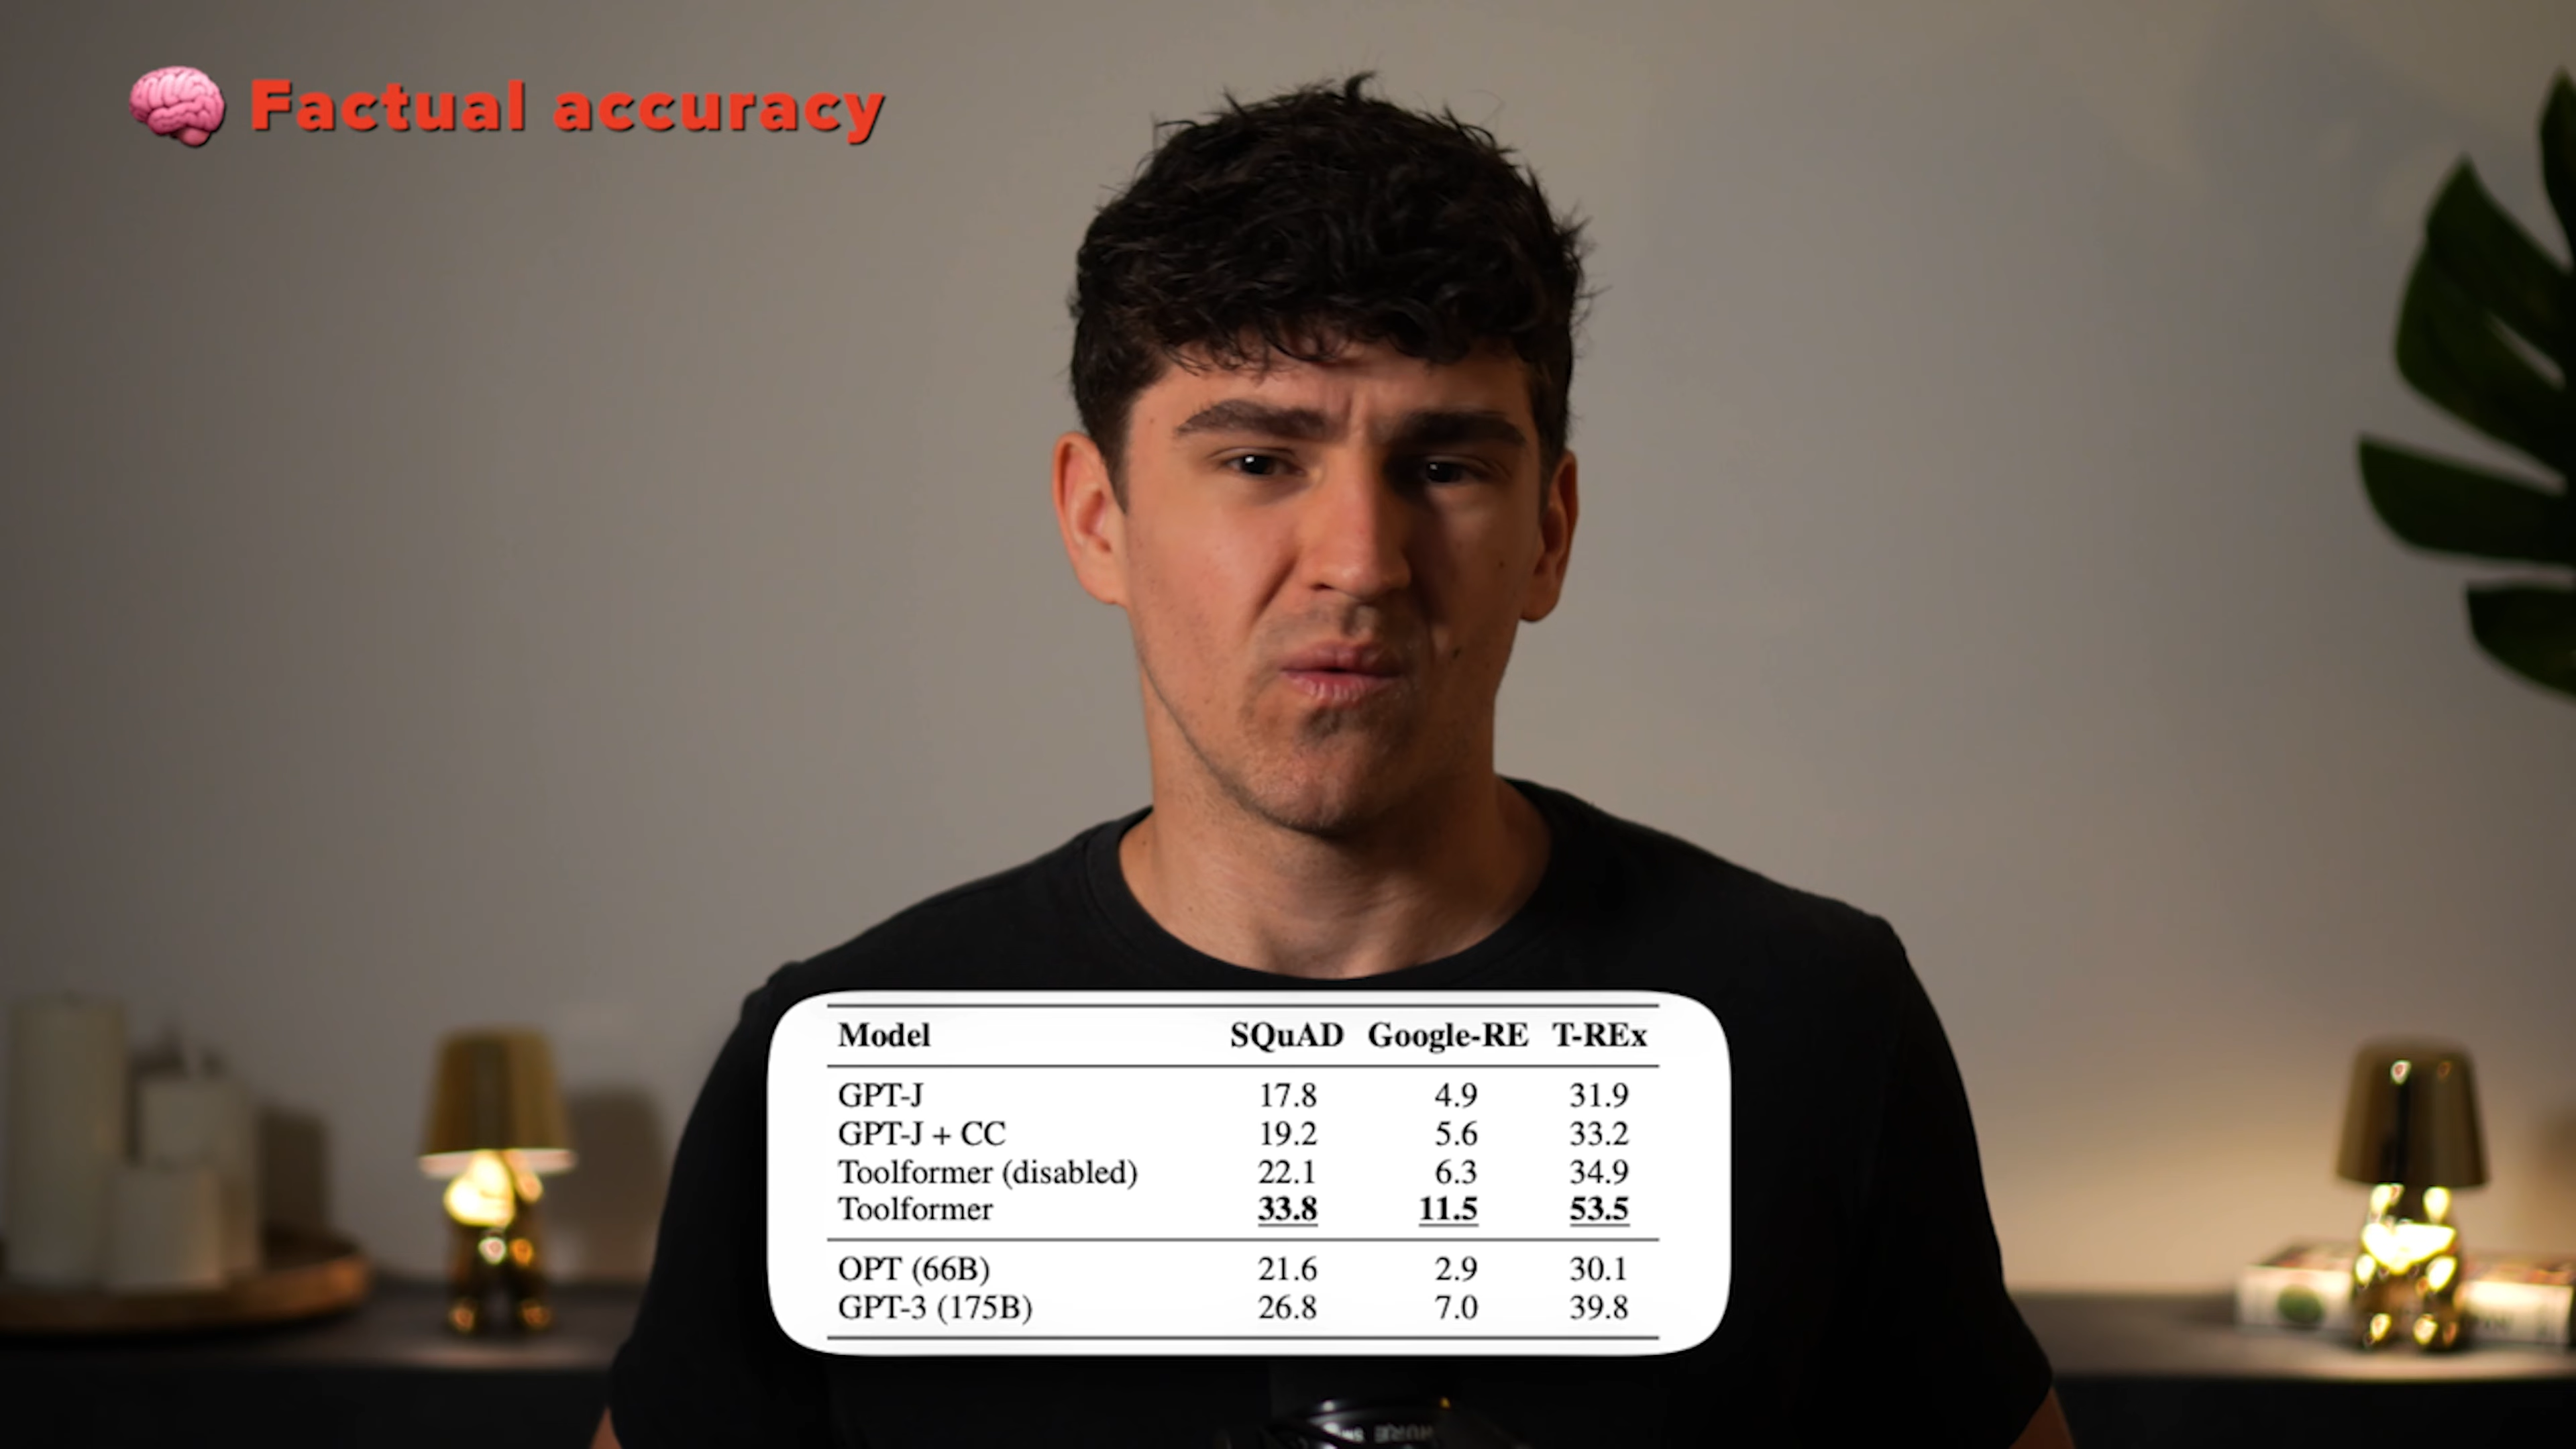 Factual accuracy
Model SQuAD Google-RE T-REx
GPT-J 17.8 4.9 31.9
GPT-J + CC 19.2 5.6 33.2
Toolformer (disabled) 22.1 6.3 34.9
Toolformer 33.8 11.5 53.5
OPT (66B) 21.6 2.9 30.1
GPT-3 (175B) 26.8 7.0 39.8